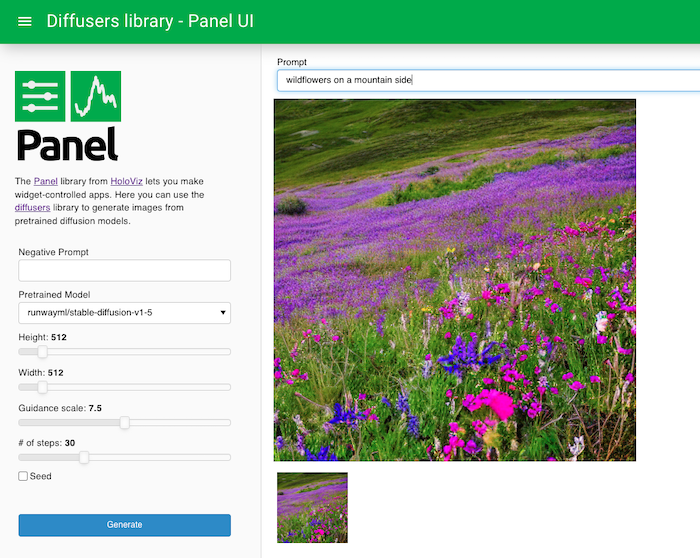 Diffusers library - Panel UI
Panel
The Panel library from HoloViz lets you make
widget-controlled apps. Here you can use the
diffusers library to generate images from
pretrained diffusion models.
Negative Prompt
Pretrained Model
runwayml/stable-diffusion-v1-5
Height: 512
Width: 512
Guidance scale: 7.5
# of steps: 30
Seed
Generate
Prompt
wildflowers on a mountain side